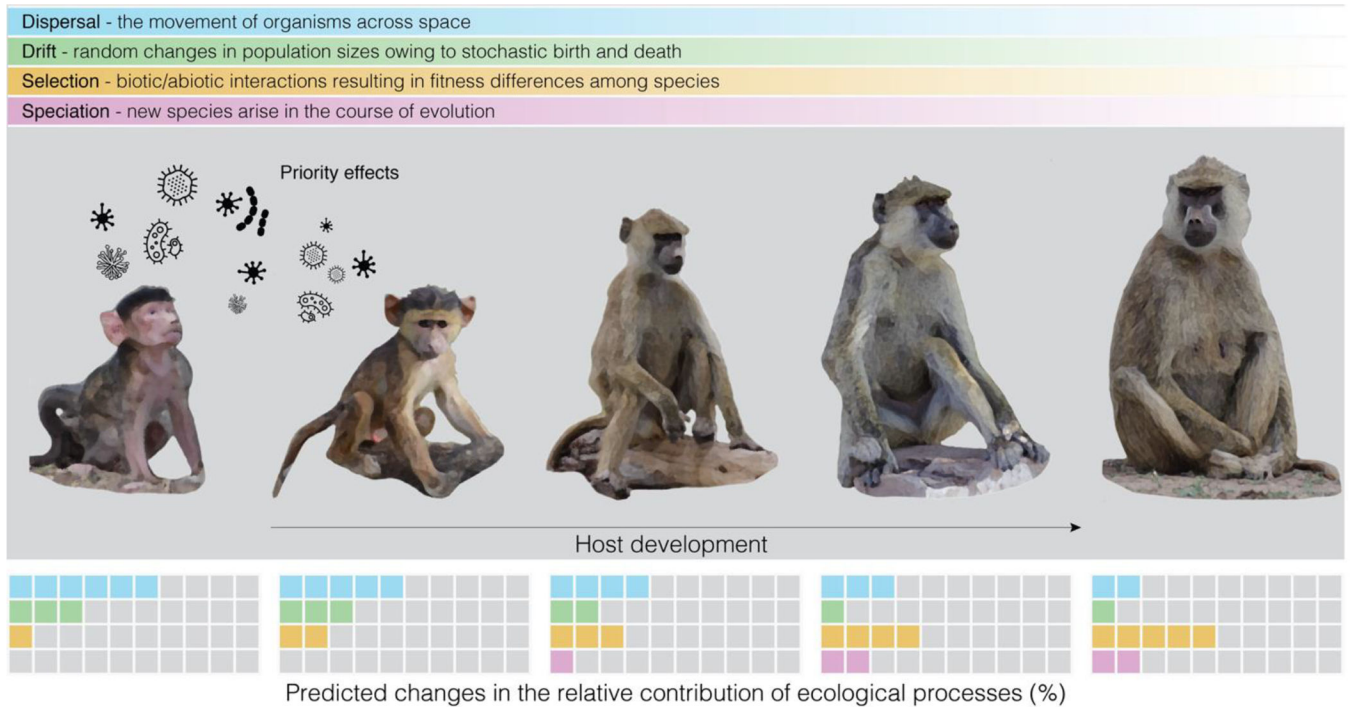 Dispersal - the movement of organisms across space
Drift - random changes in population sizes owing to stochastic birth and death
Selection - biotic/abiotic interactions resulting in fitness differences among species
Speciation - new species arise in the course of evolution
Priority effects
Host development
Predicted changes in the relative contribution of ecological processes (%)